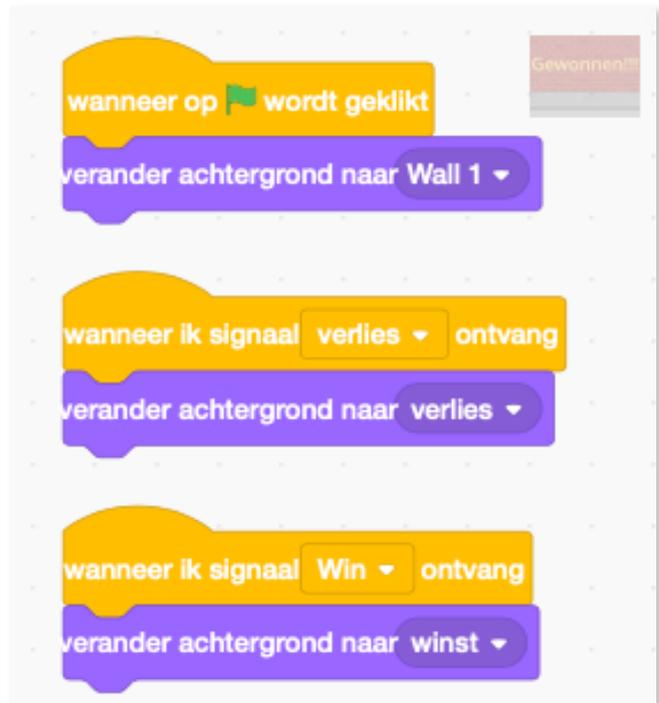 Gewonnen!!!
wanneer op wordt geklikt
verander achtergrond naar Wall 1
wanneer ik signaal verlies ontvang
verander achtergrond naar verlies
wanneer ik signaal Win ontvang
verander achtergrond naar winst